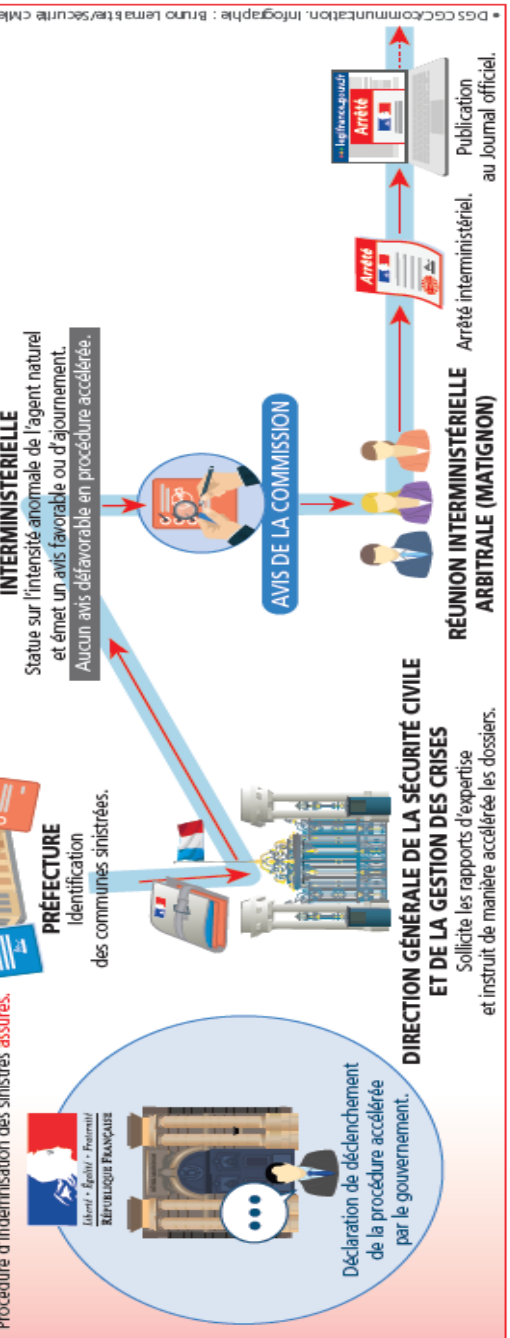 Procédure d'indemnisation des sinistrés assurés.
Liberté • Égalité • Fraternité
RÉPUBLIQUE FRANÇAISE
Déclaration de déclenchement
de la procédure accélérée
par le gouvernement.
PRÉFECTURE
Identification
des communes sinistrées.
DIRECTION GÉNÉRALE DE LA SÉCURITÉ CIVILE
ET DE LA GESTION DES CRISES
Sollicite les rapports d'expertise
et instruit de manière accélérée les dossiers.
INTERMINISTÉRIELLE
Statue sur l'intensité anormale de l'agent naturel
et émet un avis favorable ou d'ajournement.
Aucun avis défavorable en procédure accélérée.
AVIS DE LA COMMISSION
RÉUNION INTERMINISTÉRIELLE
ARBITRALE (MATIGNON)
Arrêté
Arrêté interministériel.
legifrance.gouv.fr
Arrêté
Publication
au Journal officiel.
• DGSCGC/communication. Infographie : Bruno Lemaistre/Sécurité civile